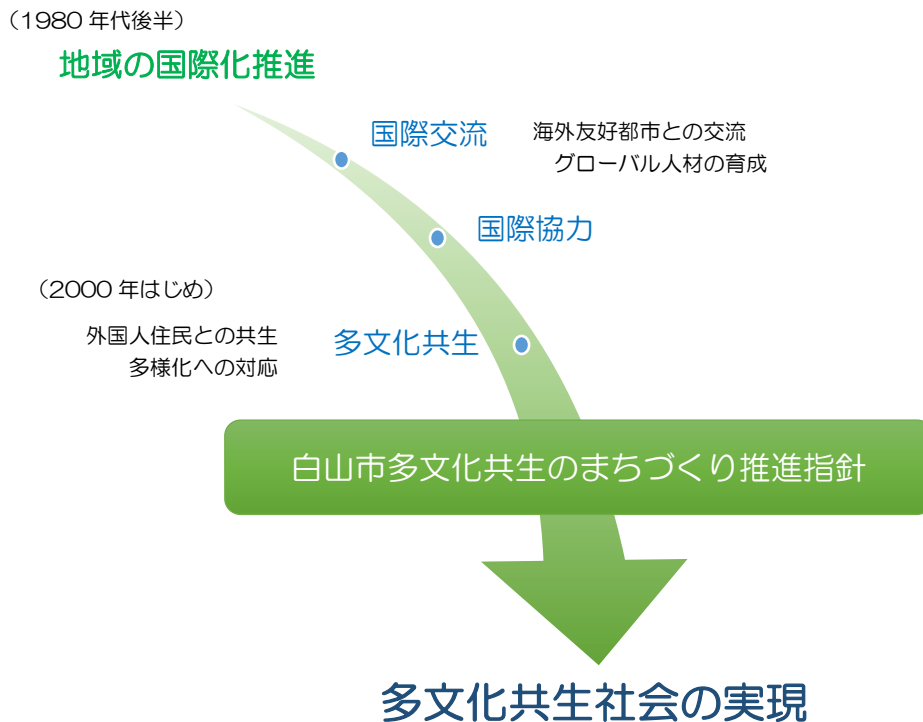 （1980 年代後半）
地域の国際化推進
国際交流
海外友好都市との交流
グローバル人材の育成
国際協力
（2000 年はじめ）
外国人住民との共生
多様化への対応
多文化共生
白山市多文化共生のまちづくり推進指針
多文化共生社会の実現